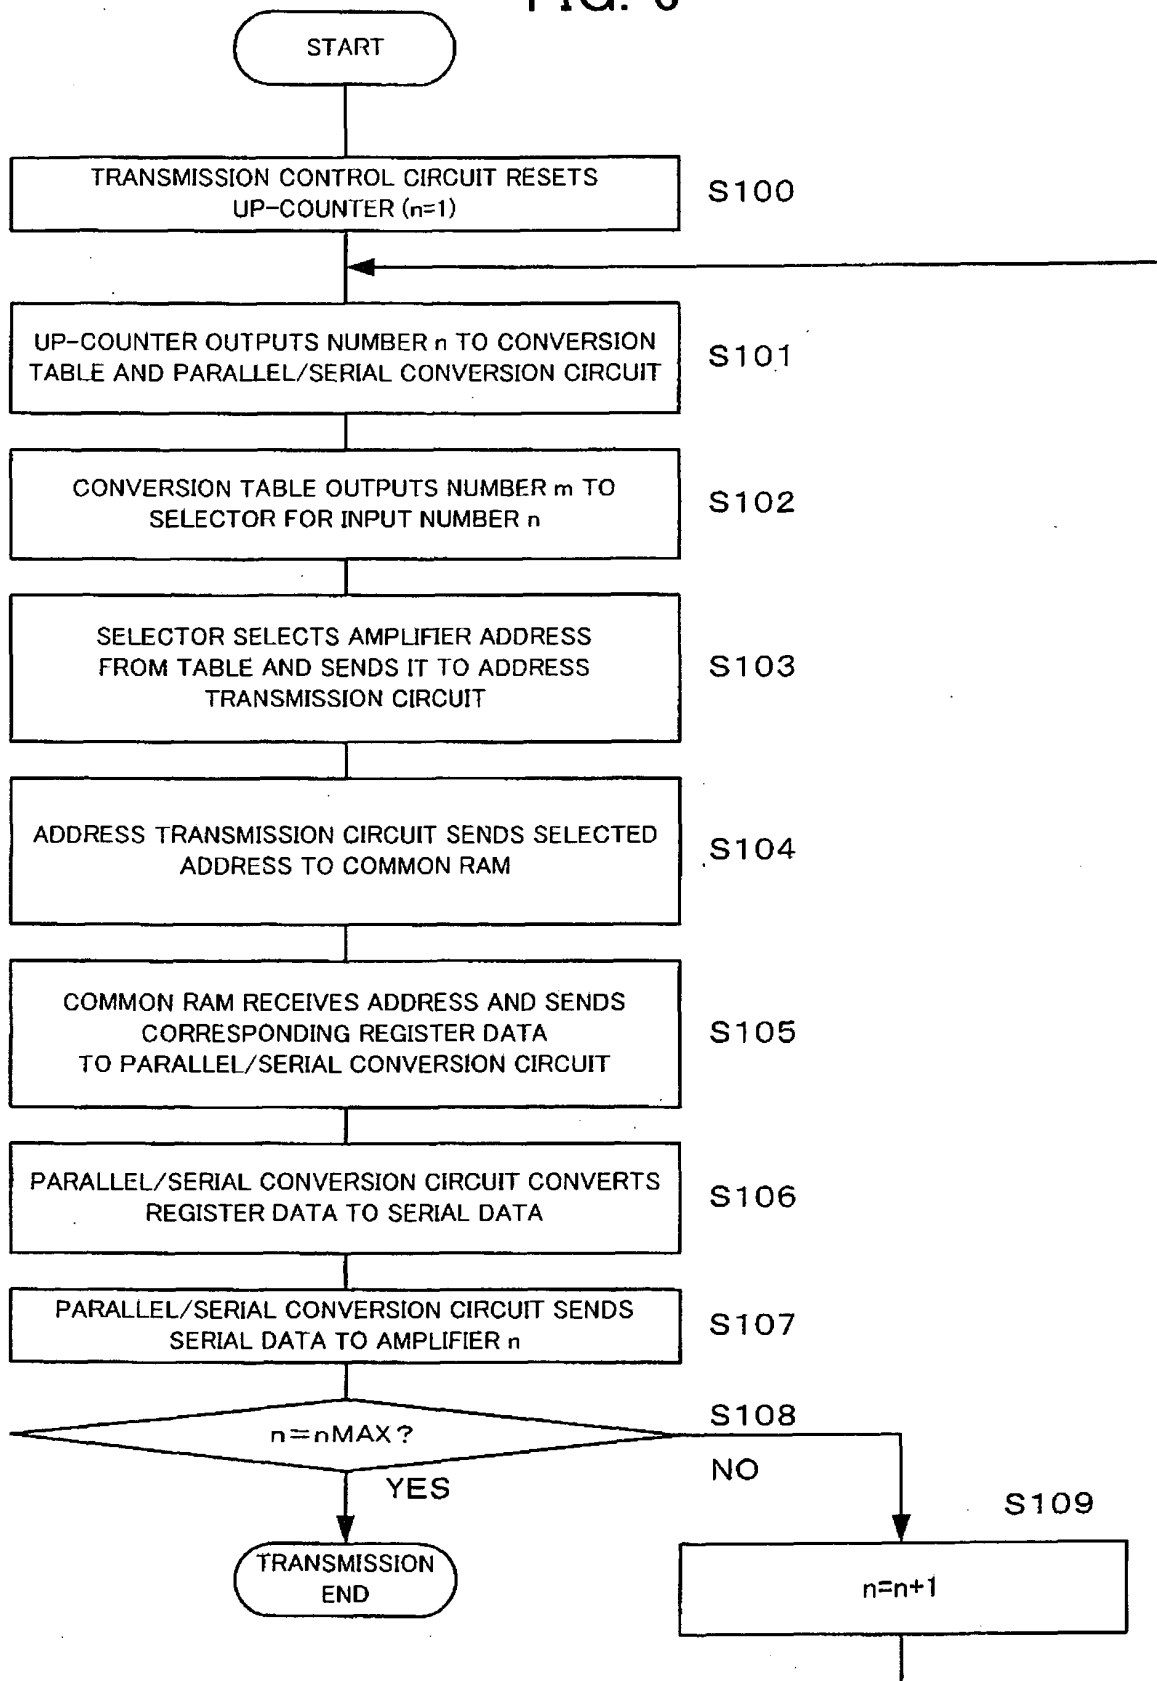 START
TRANSMISSION CONTROL CIRCUIT RESETS
UP-COUNTER (n=1)
S100
UP-COUNTER OUTPUTS NUMBER n TO CONVERSION
TABLE AND PARALLEL/SERIAL CONVERSION CIRCUIT
S101
CONVERSION TABLE OUTPUTS NUMBER m TO
SELECTOR FOR INPUT NUMBER n
S102
SELECTOR SELECTS AMPLIFIER ADDRESS
FROM TABLE AND SENDS IT TO ADDRESS
TRANSMISSION CIRCUIT
S103
ADDRESS TRANSMISSION CIRCUIT SENDS SELECTED
ADDRESS TO COMMON RAM
S104
COMMON RAM RECEIVES ADDRESS AND SENDS
CORRESPONDING REGISTER DATA
TO PARALLEL/SERIAL CONVERSION CIRCUIT
S105
PARALLEL/SERIAL CONVERSION CIRCUIT CONVERTS
REGISTER DATA TO SERIAL DATA
S106
PARALLEL/SERIAL CONVERSION CIRCUIT SENDS
SERIAL DATA TO AMPLIFIER n
S107
n=nMAX?
S108
YES
NO
S109
TRANSMISSION
END
n=n+1